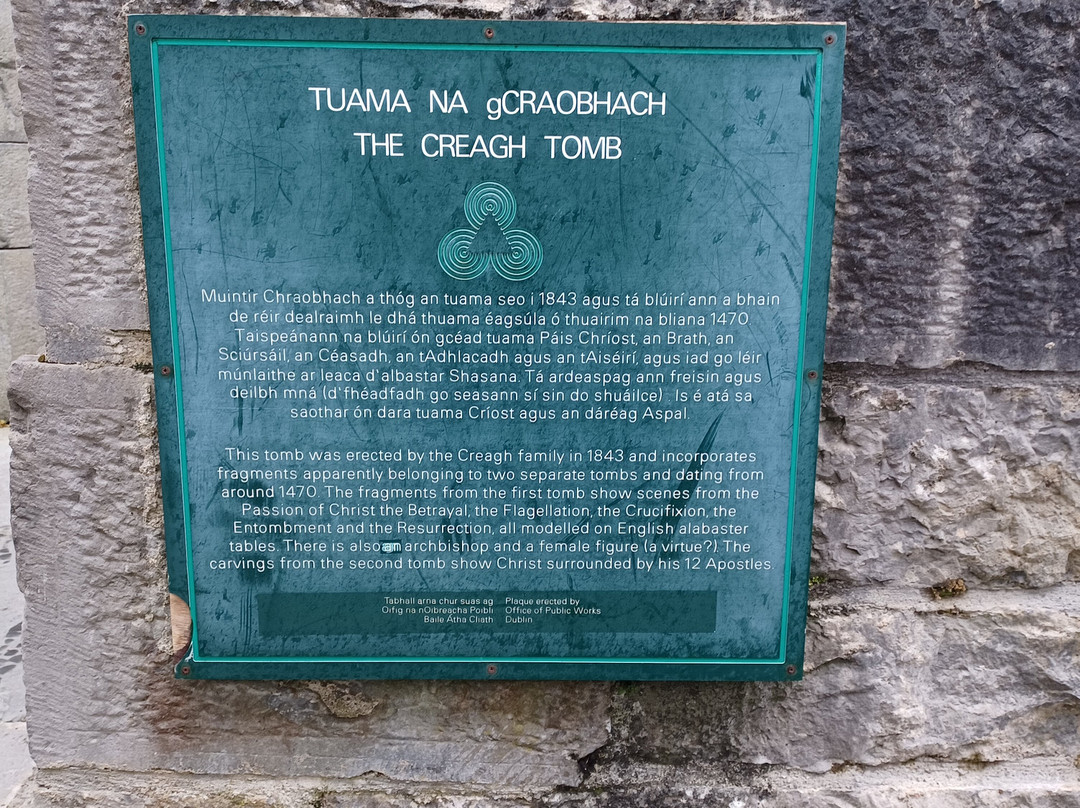 TUAMA NA gCRAOBHACH
THE CREAGH TOMB
Muintir Chraobhach a thóg an tuama seo i 1843 agus tá blúirí ann a bhain
de réir dealraimh le dhá thuama éagsúla ó thuairim na bliana 1470.
Taispeánann na blúirí ón gcéad tuama Páis Chríost, an Brath, an
Sciúrsáil, an Céasadh, an tAdhlacadh agus an tAiséirí, agus iad go léir
múnlaithe ar leaca d'albastar Shasana. Tá ardeaspag ann freisin agus
deilbh mná (d'fhéadfadh go seasann sí sin do shuáilce) . Is é atá sa
saothar ón dara tuama Críost agus an dáréag Aspal.
This tomb was erected by the Creagh family in 1843 and incorporates
fragments apparently belonging to two separate tombs and dating from
around 1470. The fragments from the first tomb show scenes from the
Passion of Christ the Betrayal, the Flagellation, the Crucifixion, the
Entombment and the Resurrection, all modelled on English alabaster
tables. There is also an archbishop and a female figure (a virtue?). The
carvings from the second tomb show Christ surrounded by his 12 Apostles.
Tabhall arna chur suas ag
Oifig na nOibreacha Poiblí
Baile Átha Cliath
Plaque erected by
Office of Public Works
Dublin